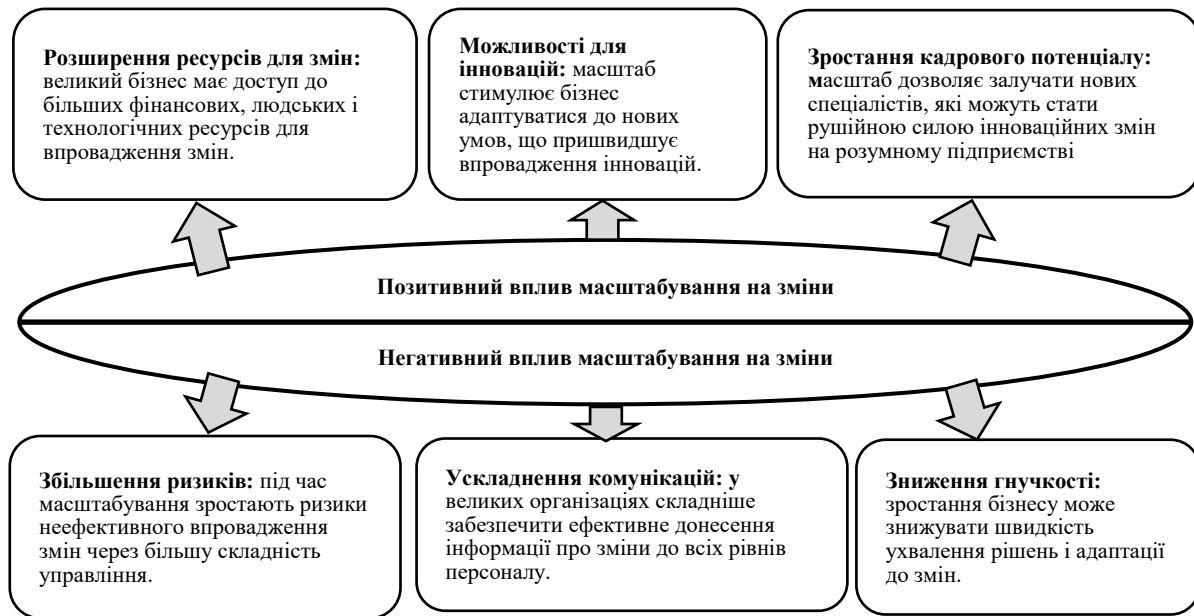 Розширення ресурсів для змін:
великий бізнес має доступ до
більших фінансових, людських і
технологічних ресурсів для
впровадження змін.
Можливості для
інновацій: масштаб
стимулює бізнес
адаптуватися до нових
умов, що пришвидшує
впровадження інновацій.
Зростання кадрового потенціалу:
масштаб дозволяє залучати нових
спеціалістів, які можуть стати
рушійною силою інноваційних змін
на розумному підприємстві
Позитивний вплив масштабування на зміни
Негативний вплив масштабування на зміни
Збільшення ризиків: під час
масштабування зростають ризики
неефективного впровадження
змін через більшу складність
управління.
Ускладнення комунікацій: у
великих організаціях складніше
забезпечити ефективне донесення
інформації про зміни до всіх рівнів
персоналу.
Зниження гнучкості:
зростання бізнесу може
знижувати швидкість
ухвалення рішень і адаптації
до змін.